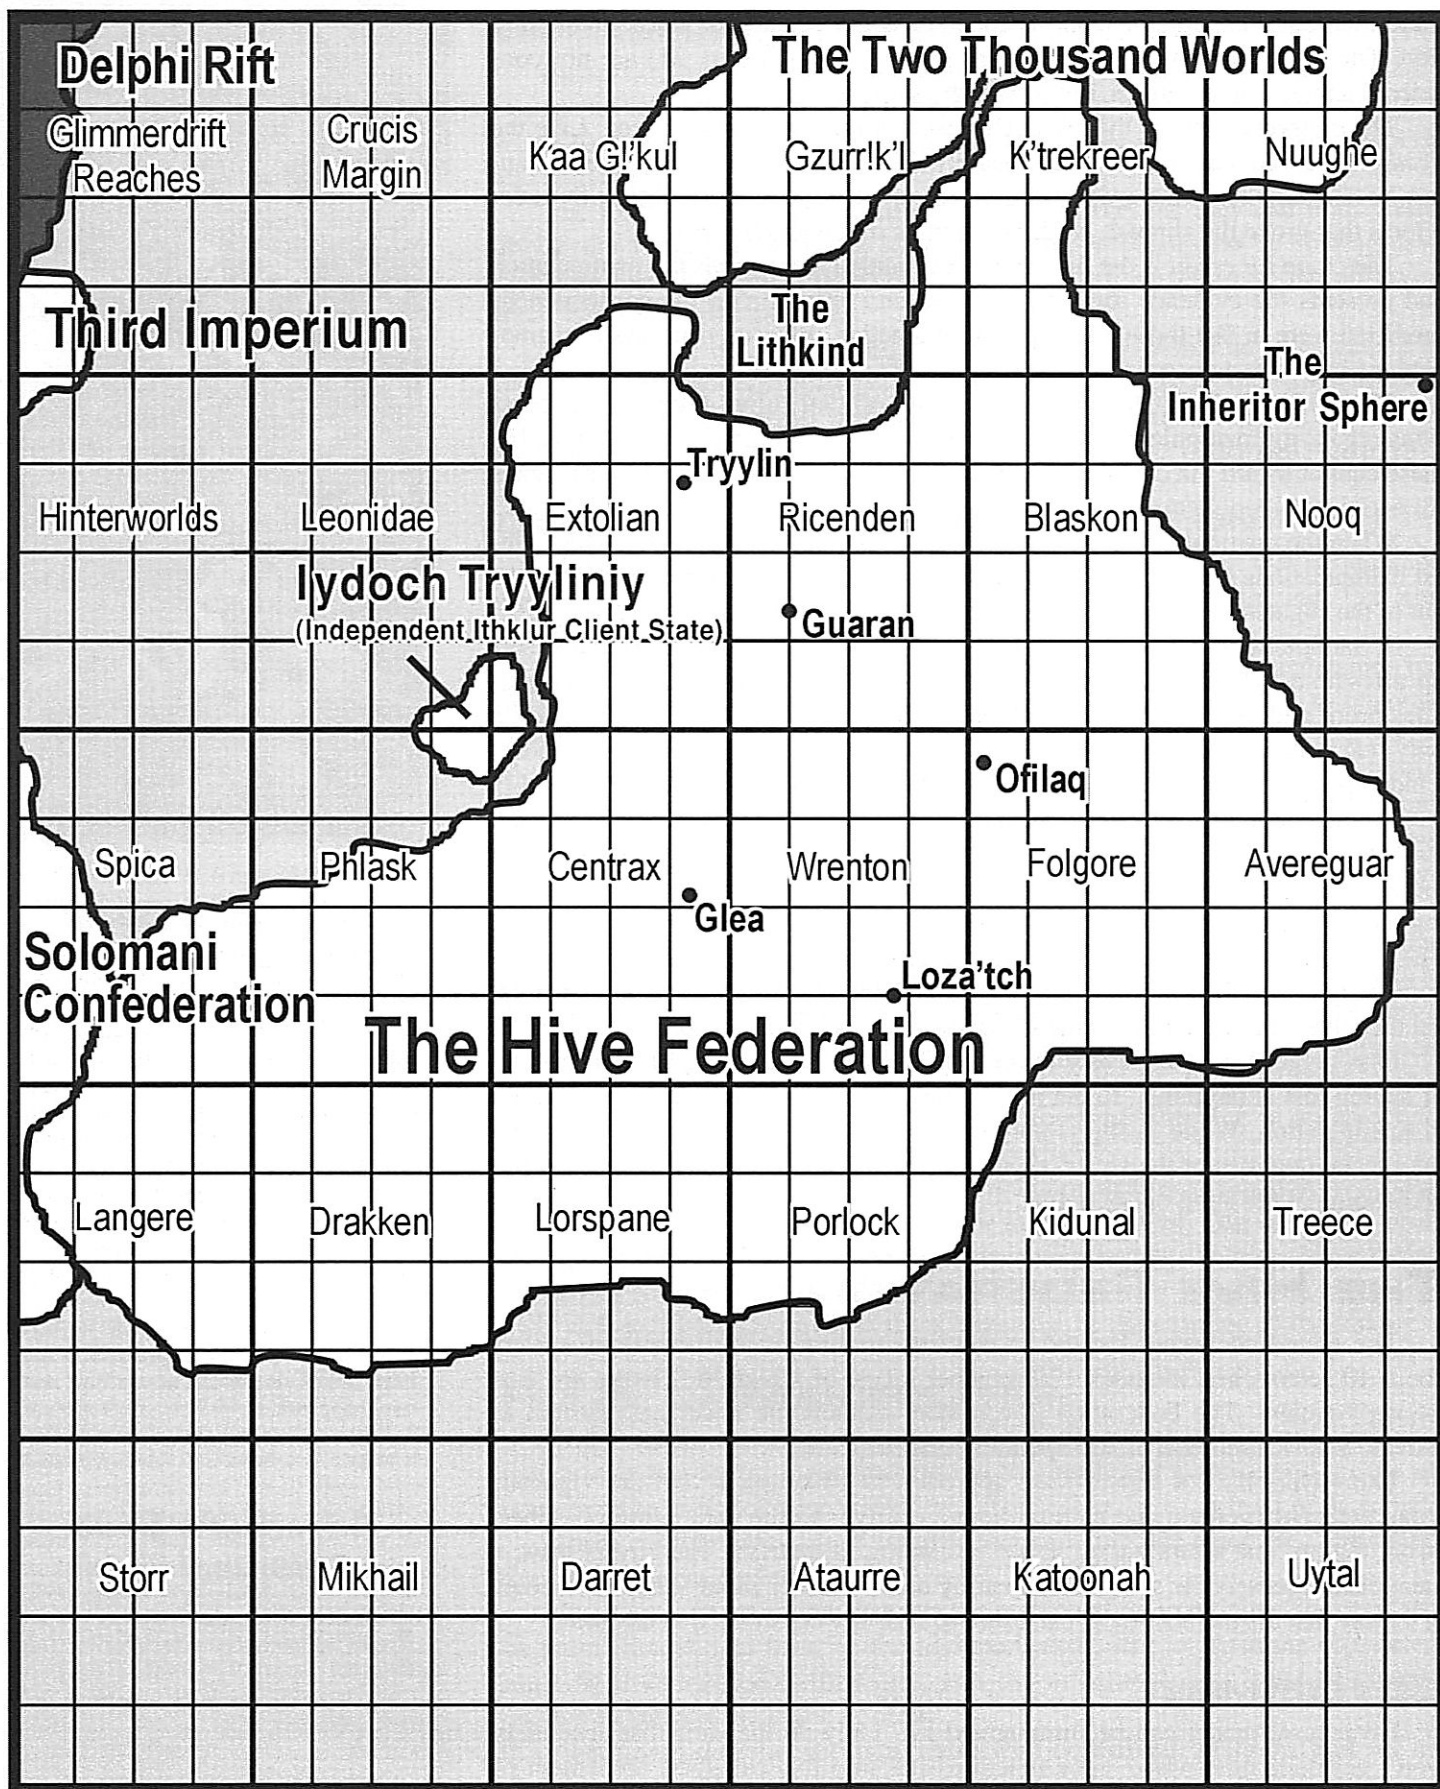 Delphi Rift
The Two Thousand Worlds
Glimmerdrift
Reaches
Crucis
Margin
Kaa G!'kul
Gzurr!k'l
K'trekreer
Nuughe
Third Imperium
The
Lithkind
The
Inheritor Sphere
Tryylin
Hinterworlds
Leonidae
Extolian
Ricenden
Blaskon
Nooq
Iydoch Tryyliniy
(Independent Ithklur Client State)
Guaran
Ofilaq
Spica
Phlask
Centrax
Wrenton
Folgore
Avereguar
Glea
Solomani
Confederation
Loza'tch
The Hive Federation
Langere
Drakken
Lorspane
Porlock
Kidunal
Treece
Storr
Mikhail
Darret
Ataurre
Katoonah
Uytal